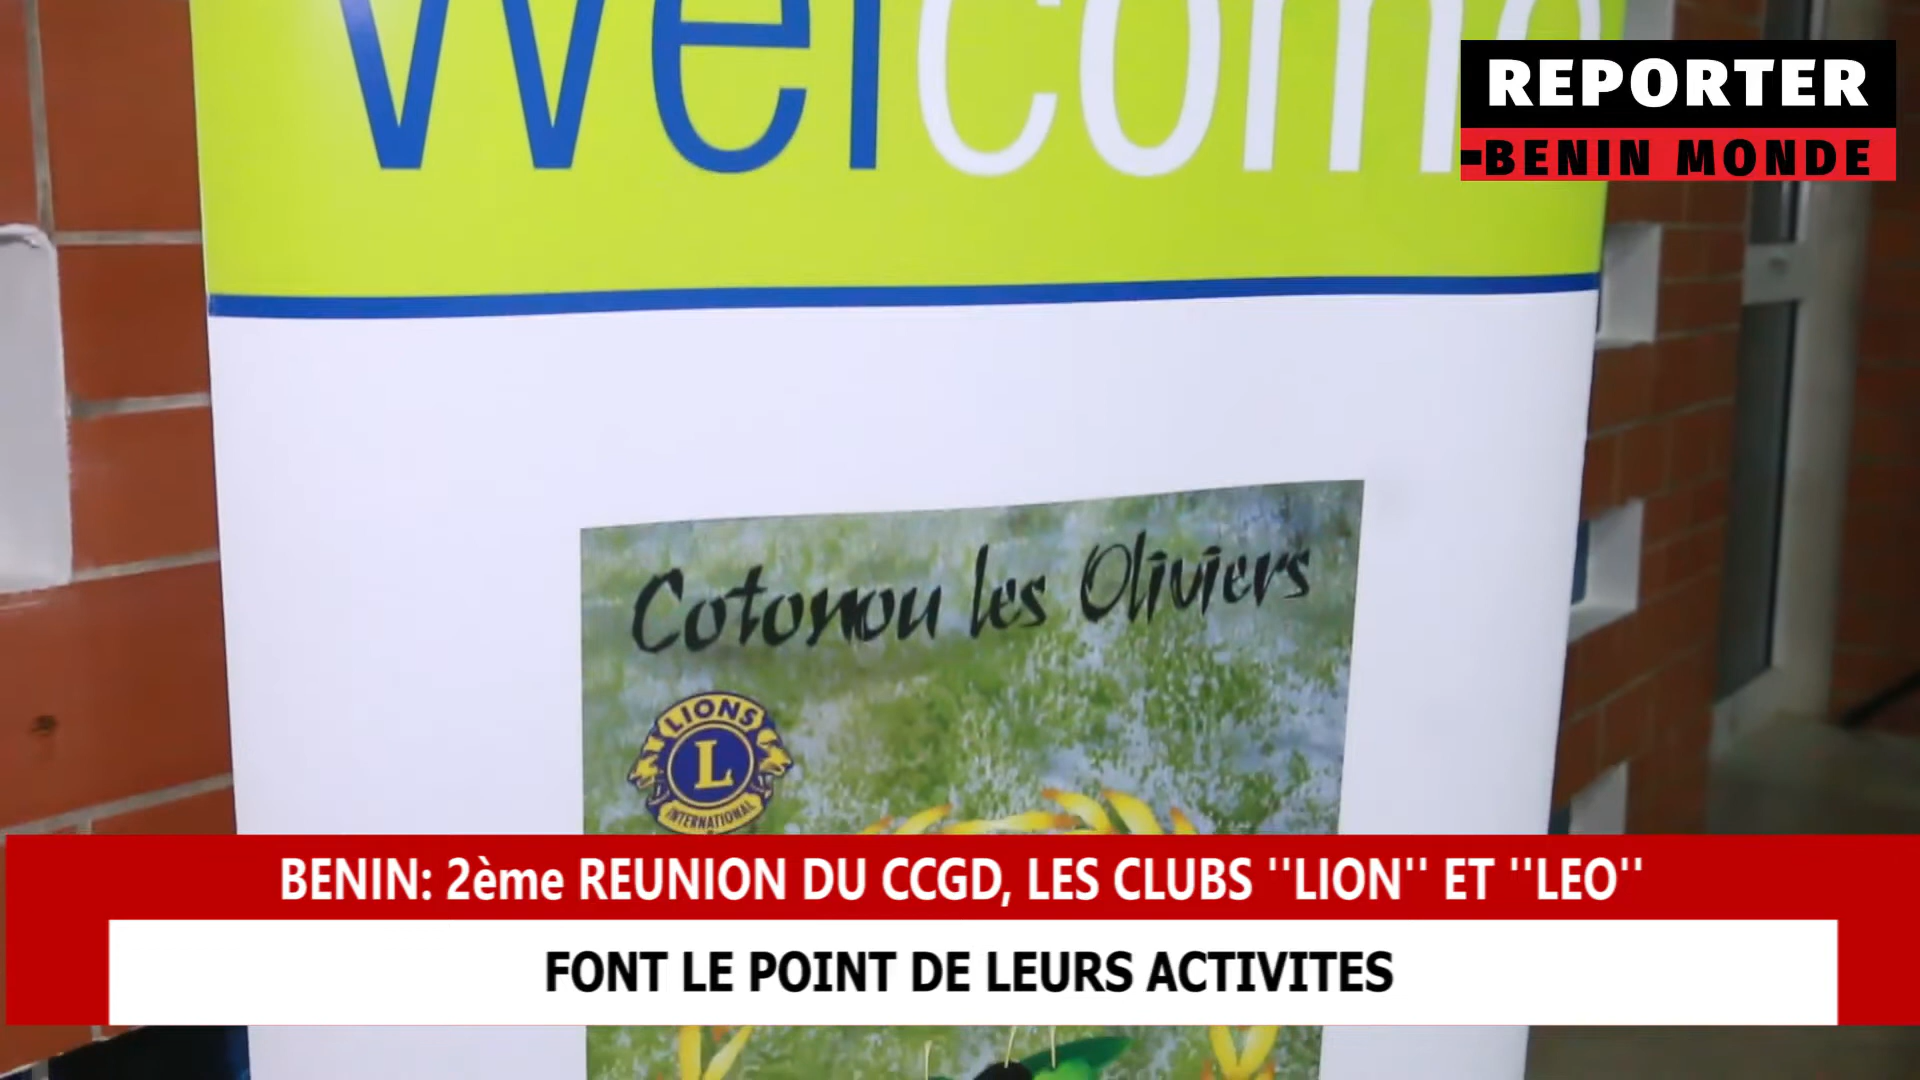 Welcome
REPORTER
BENIN MONDE
Cotonou les Oliviers
LIONS
L
INTERNATIONAL
BENIN: 2ème REUNION DU CCGD, LES CLUBS ''LION'' ET ''LEO''
FONT LE POINT DE LEURS ACTIVITES